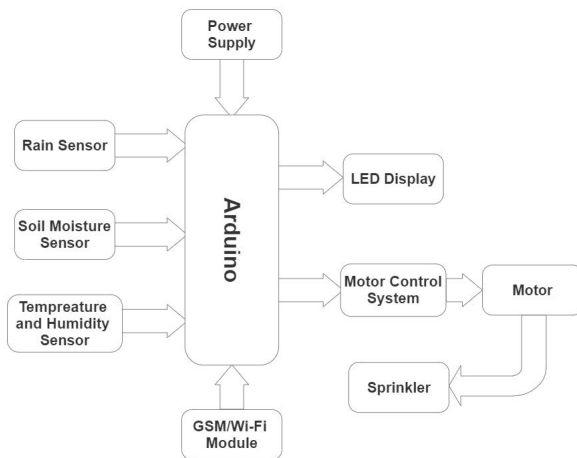 Power
Supply
Rain Sensor
LED Display
Arduino
Soil Moisture
Sensor
Motor Control
System
Motor
Tempreature
and Humidity
Sensor
Sprinkler
GSM/Wi-Fi
Module